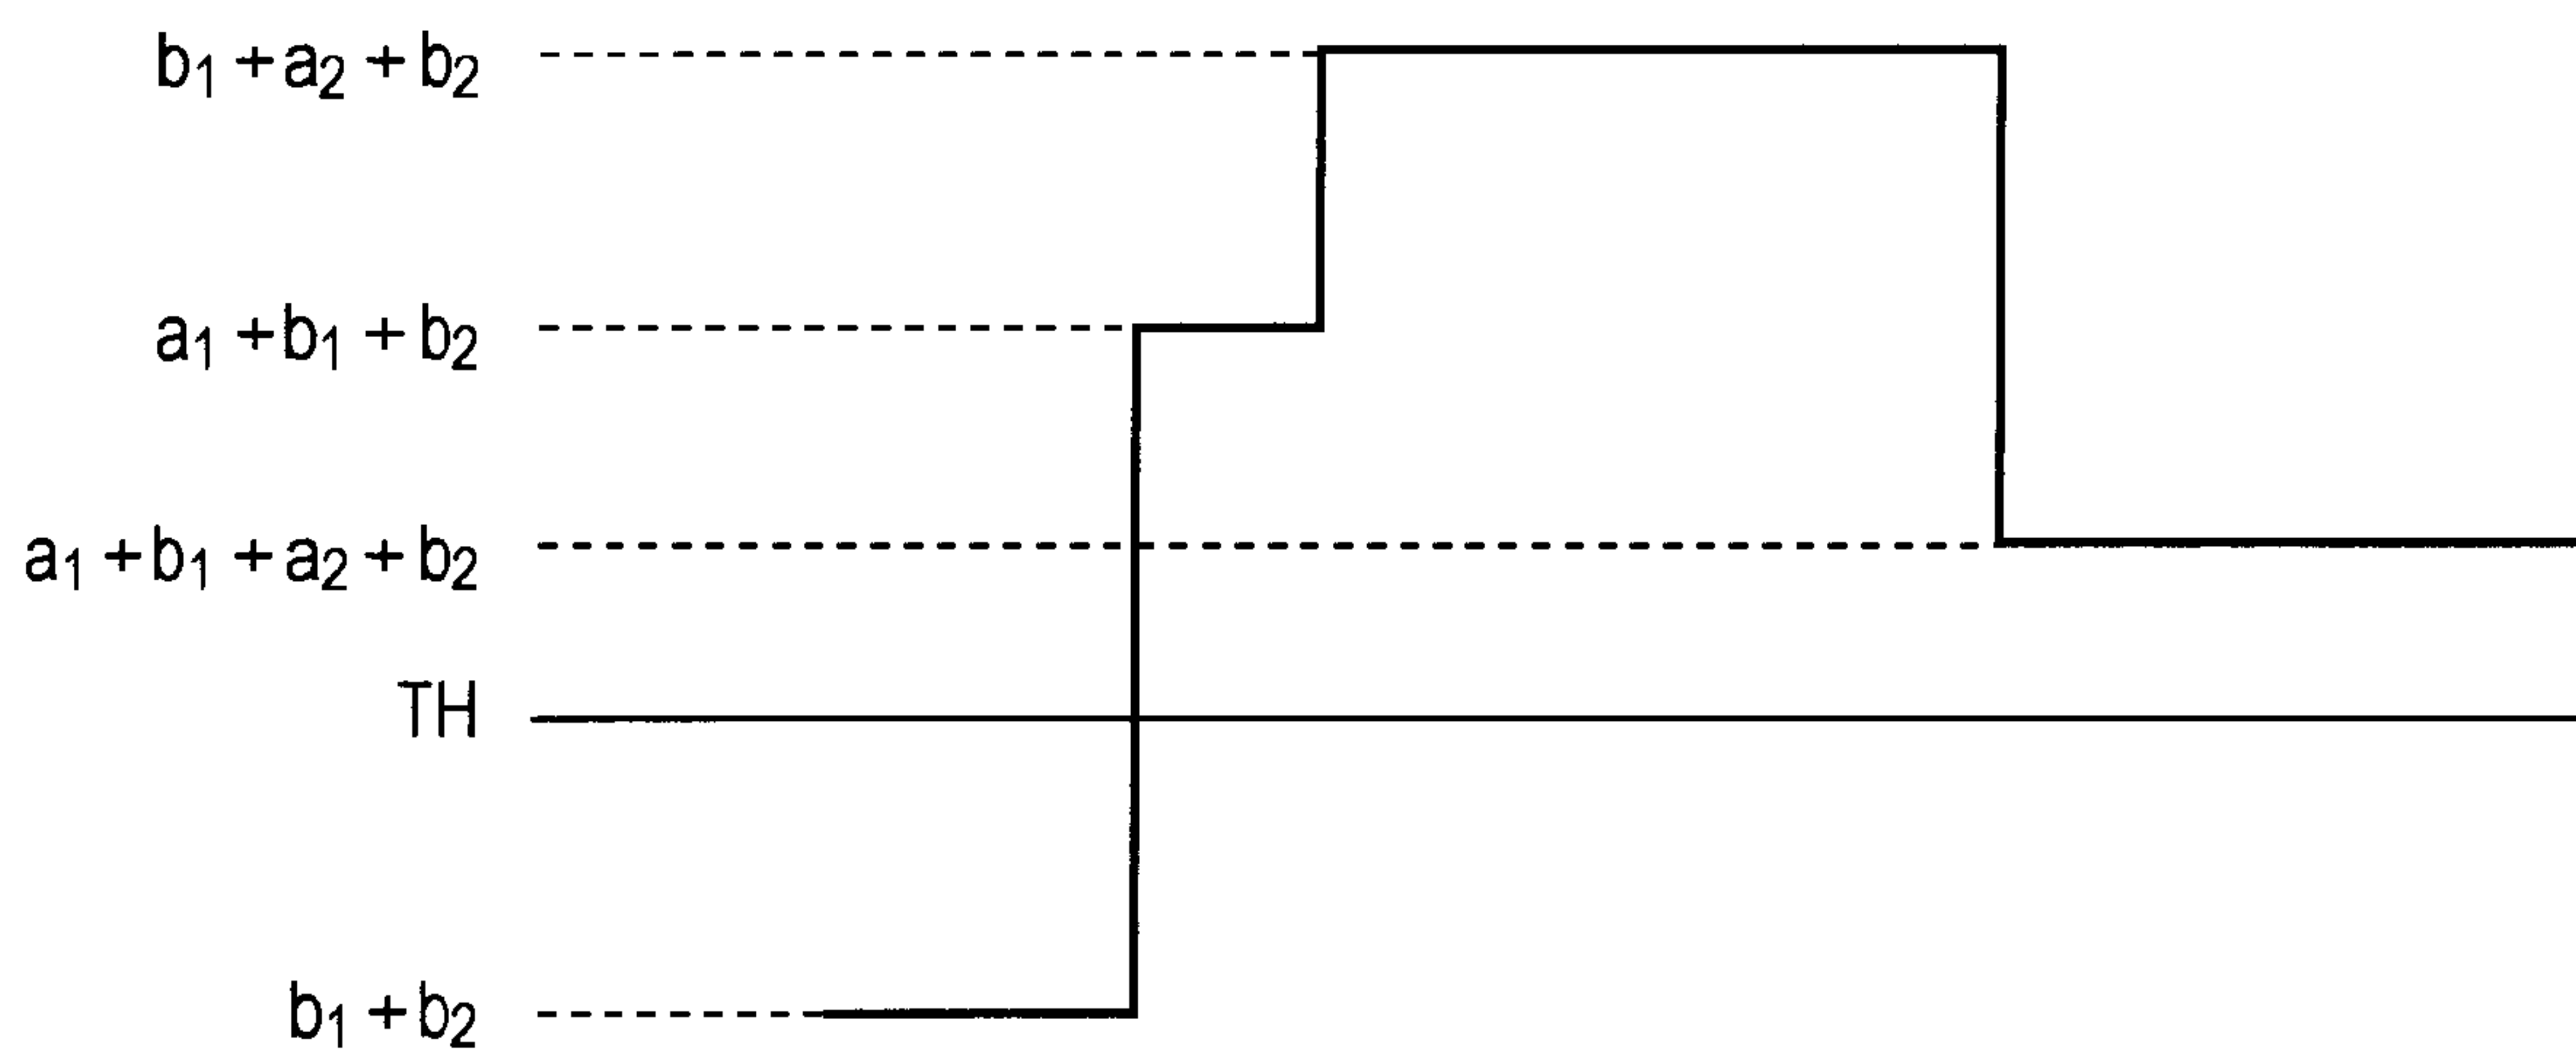 b₁ + a₂ + b₂
a₁ + b₁ + b₂
a₁ + b₁ + a₂ + b₂
TH
b₁ + b₂